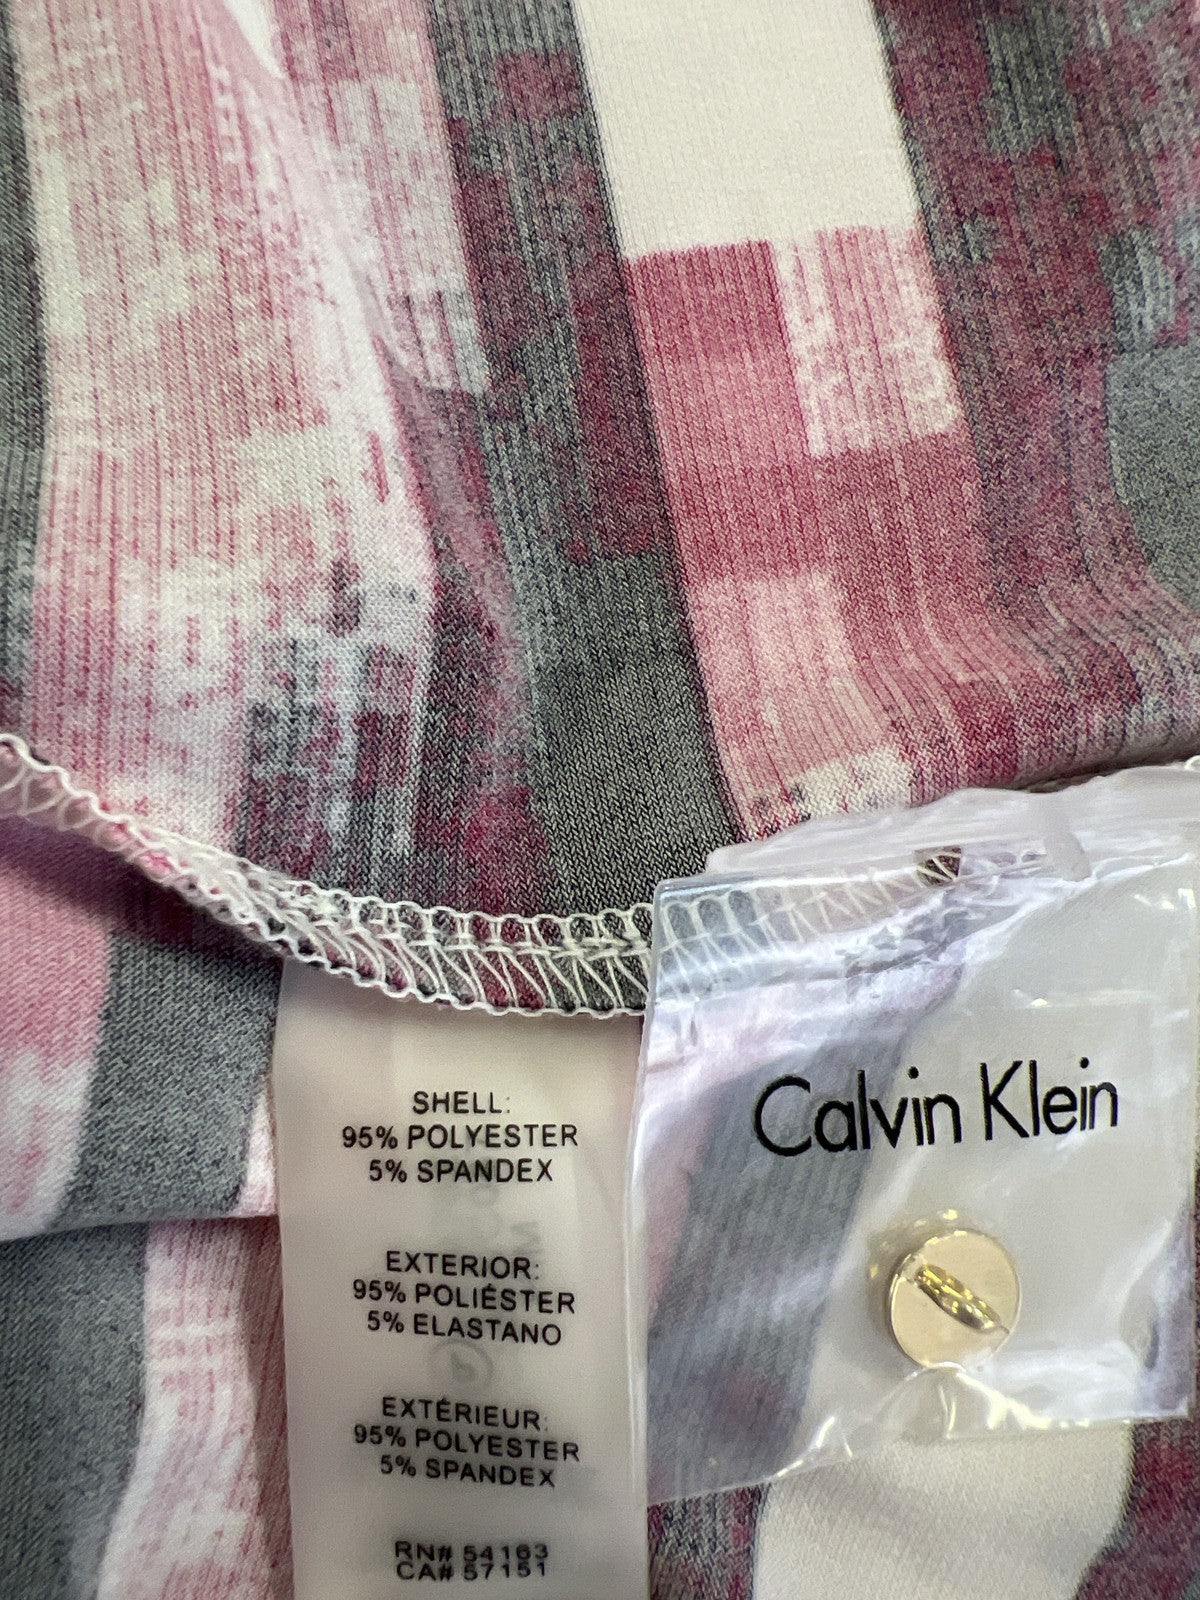 SHELL:
95% POLYESTER
5% SPANDEX
EXTERIOR:
95% POLIÉSTER
5% ELASTANO
EXTÉRIEUR:
95% POLYESTER
5% SPANDEX
RN# 54163
CA# 57151
Calvin Klein